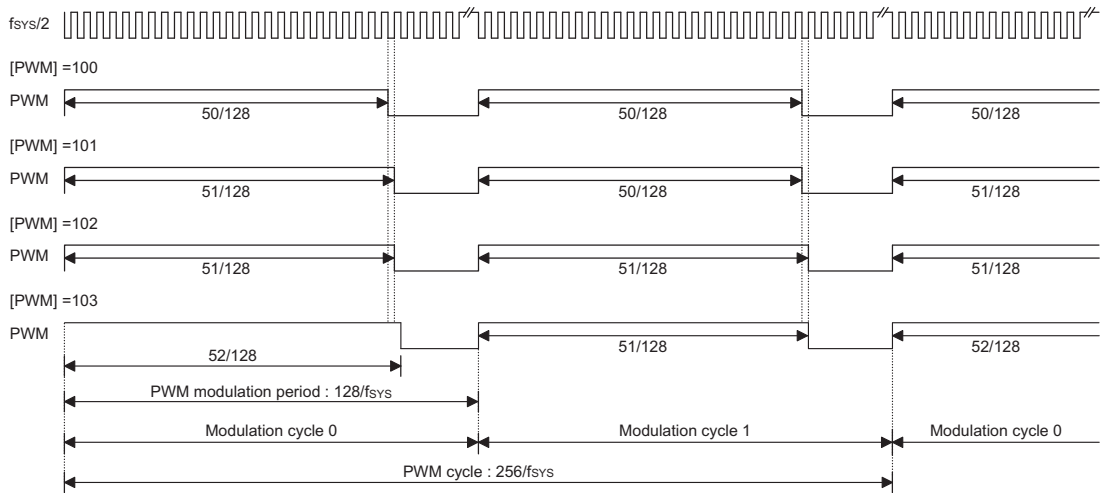 fSYS/2
[PWM] =100
PWM
50/128 50/128 50/128
[PWM] =101
PWM
51/128 50/128 51/128
[PWM] =102
PWM
51/128 51/128 51/128
[PWM] =103
PWM
52/128 51/128 52/128
PWM modulation period : 128/fSYS
Modulation cycle 0 Modulation cycle 1 Modulation cycle 0
PWM cycle : 256/fSYS